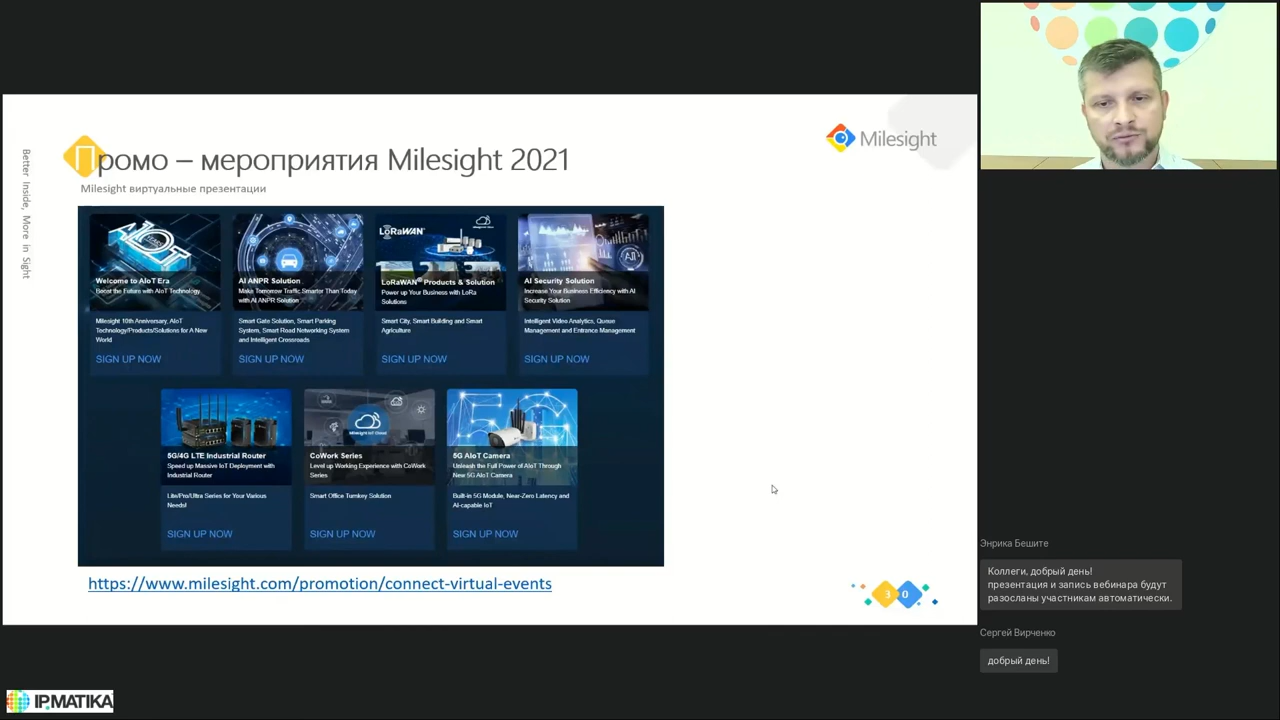 Better Inside, More in Sight
Промо – мероприятия Milesight 2021
Milesight
Milesight виртуальные презентации
AIOT
Welcome to AIoT Era
Boost the Future with AIoT Technology
Milesight 10th Anniversary, AIoT
Technology/Products/Solutions for A New
World
SIGN UP NOW
AI ANPR Solution
Make Tomorrow Traffic Smarter Than Today
with AI ANPR Solution
Smart Gate Solution, Smart Parking
System, Smart Road Networking System
and Intelligent Crossroads
SIGN UP NOW
LoRaWAN
LoRaWAN® Products & Solution
Power up Your Business with LoRa
Solutions
Smart City, Smart Building and Smart
Agriculture
SIGN UP NOW
AI
AI Security Solution
Increase Your Business Efficiency with AI
Security Solution
Intelligent Video Analytics, Queue
Management and Entrance Management
SIGN UP NOW
5G/4G LTE Industrial Router
Speed up Massive IoT Deployment with
Industrial Router
Lite/Pro/Ultra Series for Your Various
Needs!
SIGN UP NOW
Milesight IoT Cloud
CoWork Series
Level up Working Experience with CoWork
Series
Smart Office Turnkey Solution
SIGN UP NOW
5G
5G AIoT Camera
Unleash the Full Power of AIoT Through
New 5G AIoT Camera
Built-in 5G Module, Near-Zero Latency and
AI-capable IoT
SIGN UP NOW
https://www.milesight.com/promotion/connect-virtual-events
30
Энрика Бешите
Коллеги, добрый день!
презентация и запись вебинара будут
разосланы участникам автоматически.
Сергей Вирченко
добрый день!
IPMATIKA